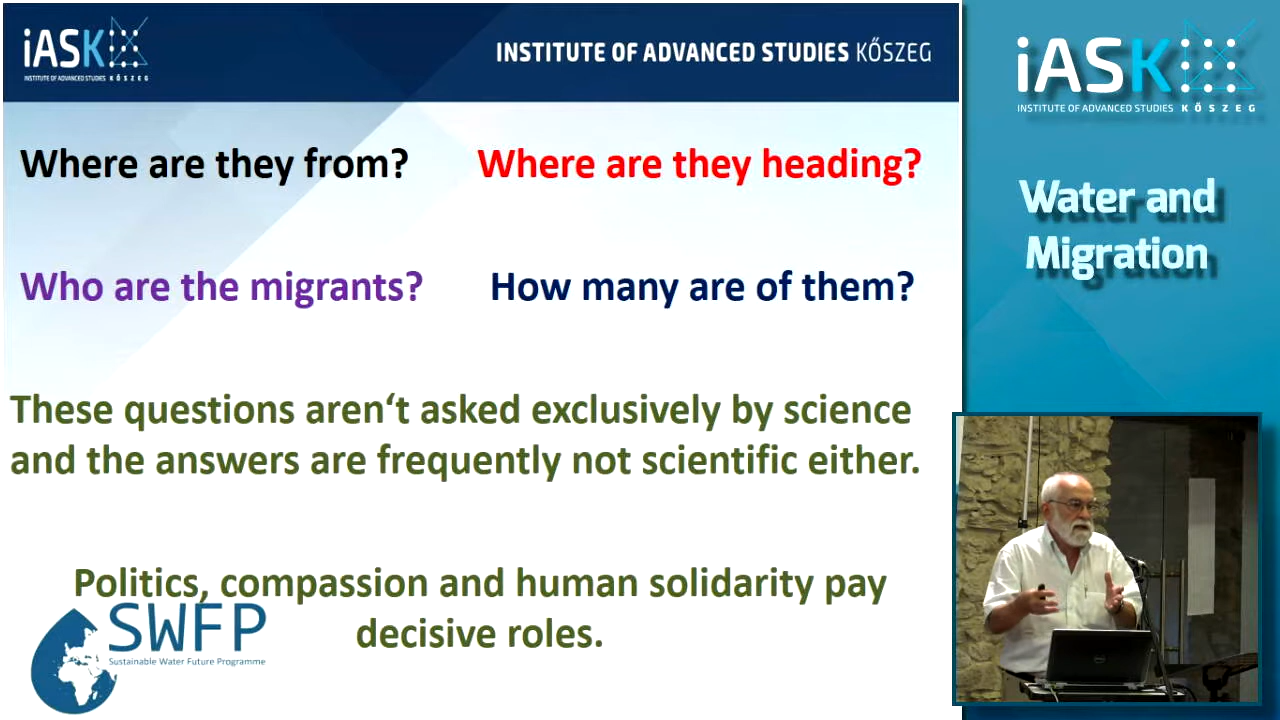 iASK
INSTITUTE OF ADVANCED STUDIES KŐSZEG
INSTITUTE OF ADVANCED STUDIES KŐSZEG
Where are they from?
Where are they heading?
Who are the migrants?
How many are of them?
These questions aren‘t asked exclusively by science
and the answers are frequently not scientific either.
Politics, compassion and human solidarity pay
decisive roles.
SWFP
Sustainable Water Future Programme
iASK
INSTITUTE OF ADVANCED STUDIES KŐSZEG
Water and
Migration